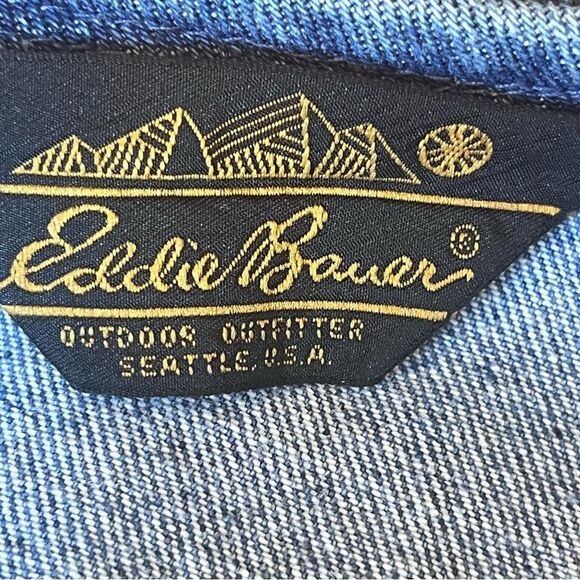 Eddie Bauer®
OUTDOOR OUTFITTER
SEATTLE, U.S.A.